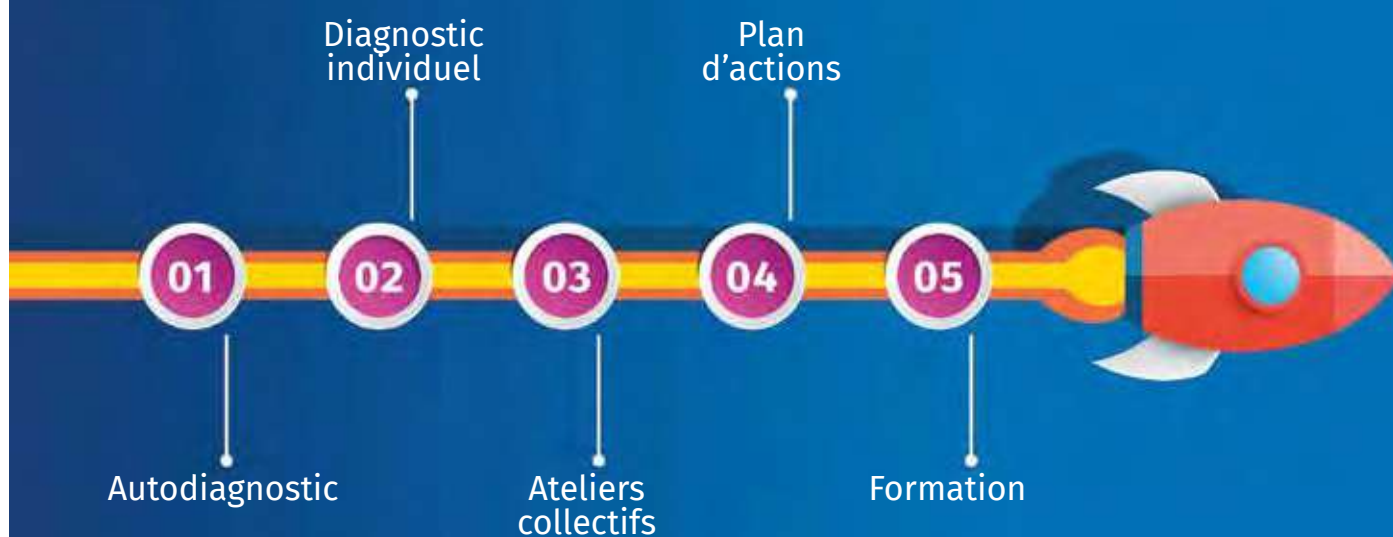 Diagnostic
individuel
Plan
d’actions
01
02
03
04
05
Autodiagnostic
Ateliers
collectifs
Formation